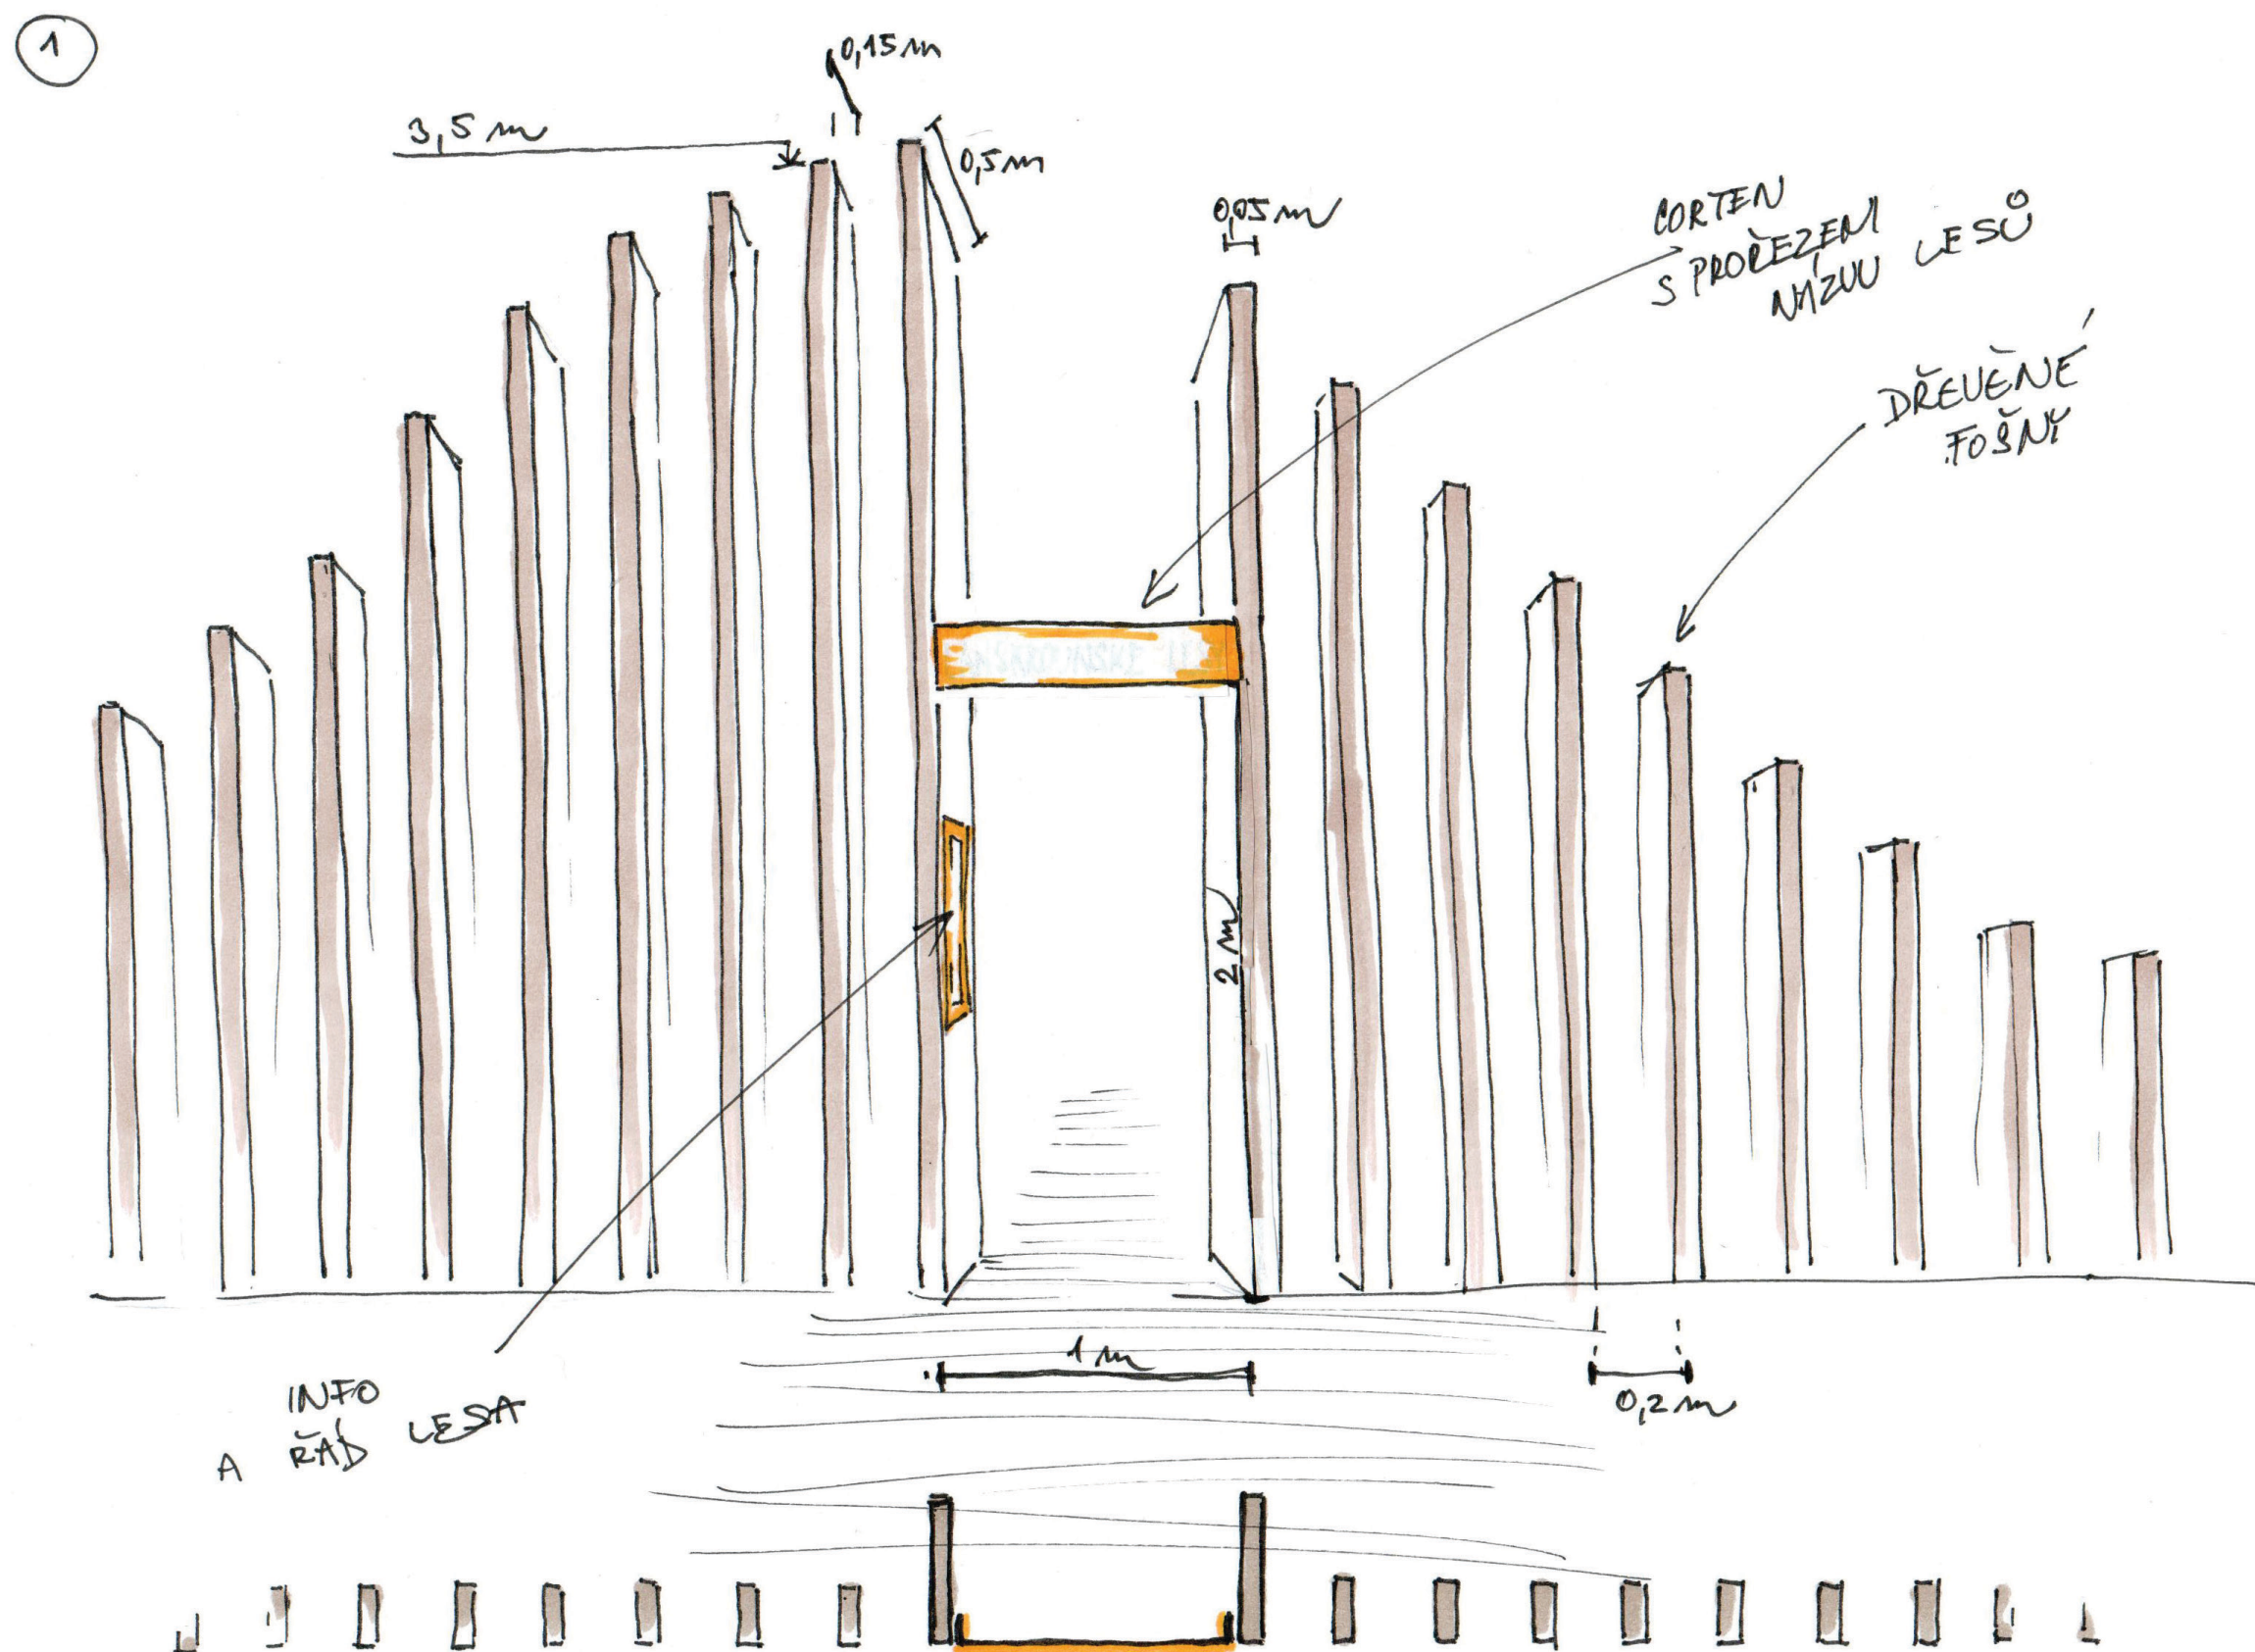 1
0,15 m
3,5 m
0,5 m
0,05 m
CORTEN
S PROŘEZENÍ
NÁZVU LESŮ
DŘEVĚNÉ
FOŠNY
2 m
1 m
0,2 m
INFO
A ŘÁD LESA